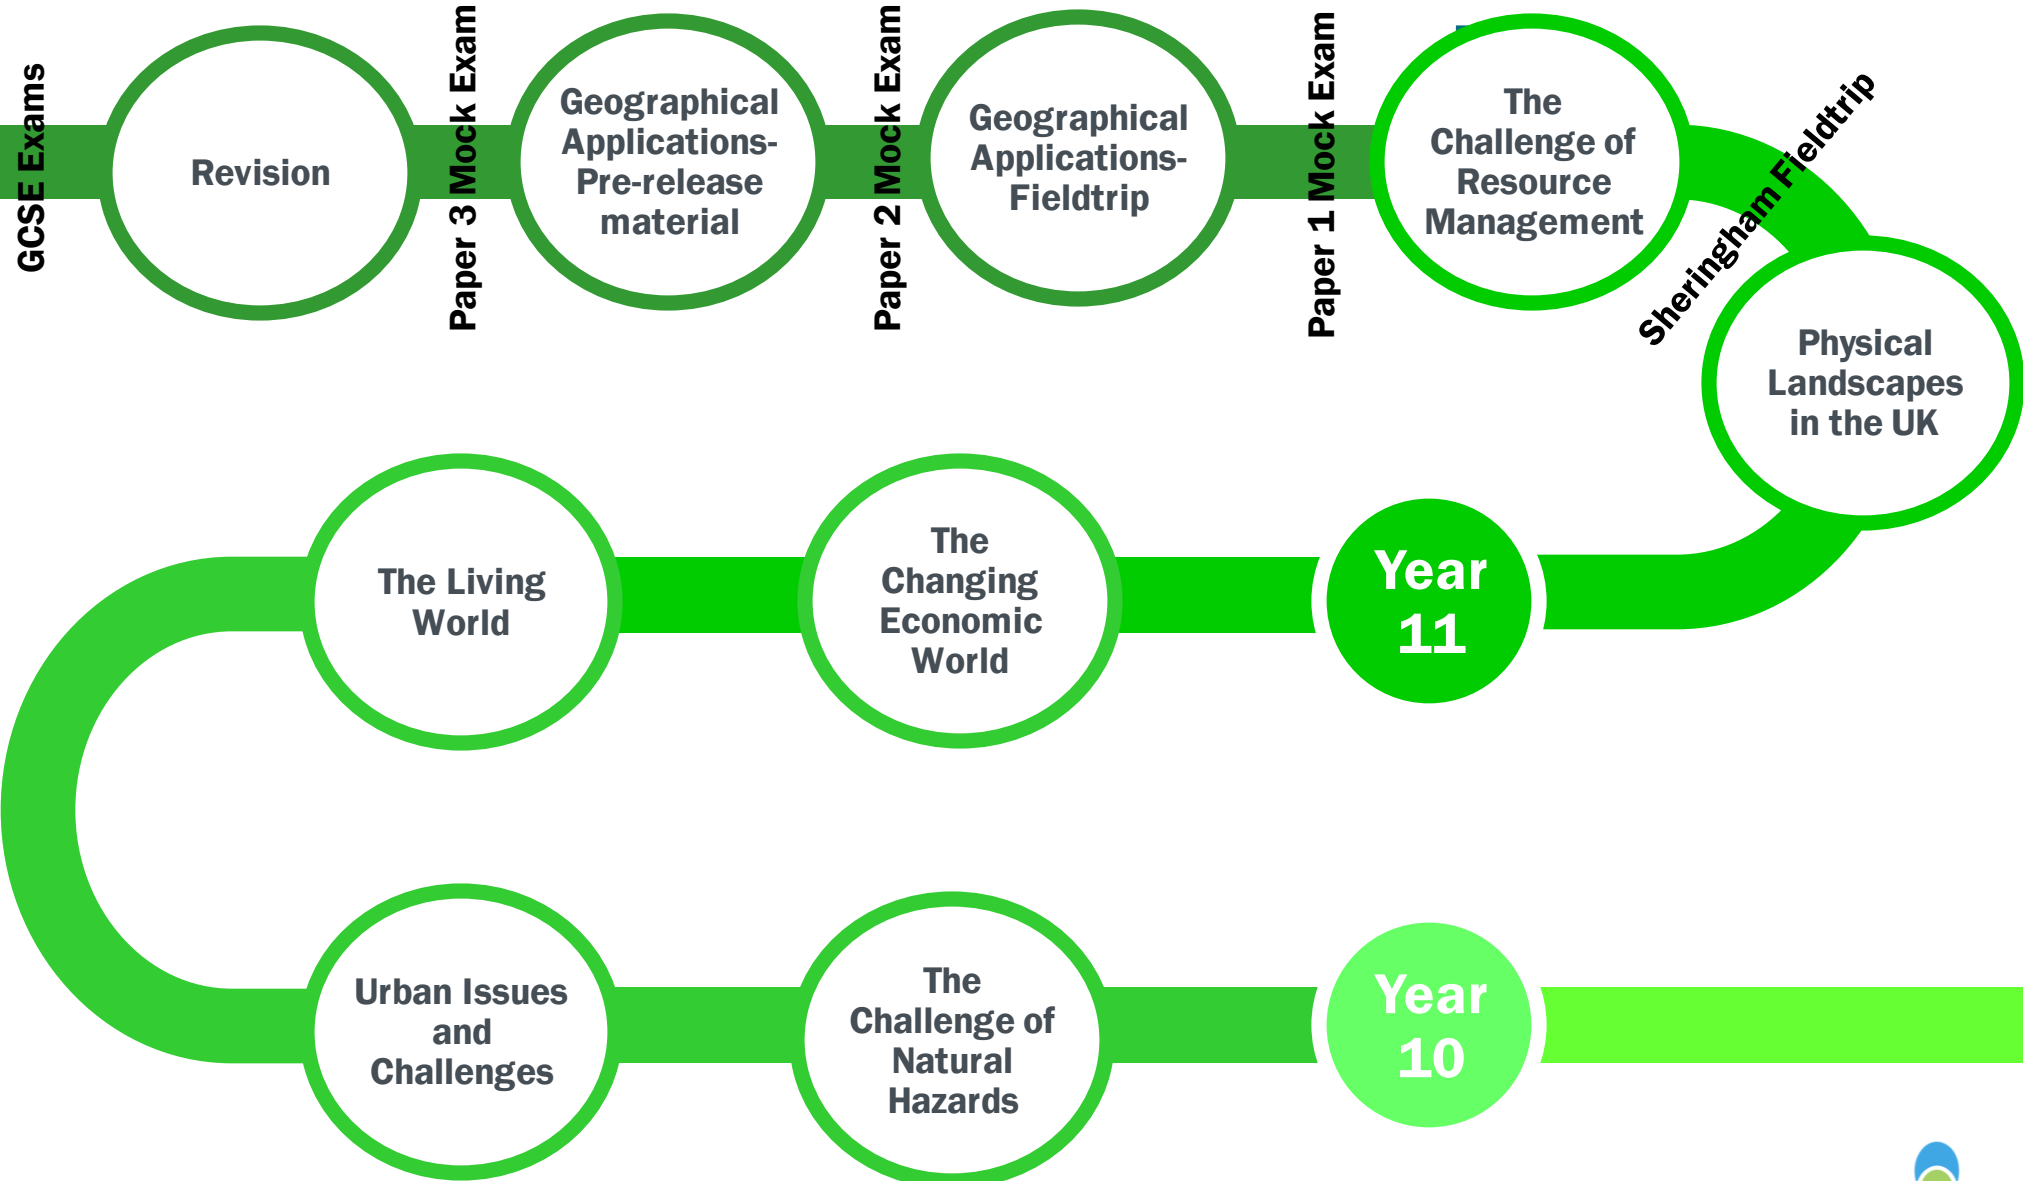 GCSE Exams
Revision
Paper 3 Mock Exam
Geographical
Applications-
Pre-release
material
Paper 2 Mock Exam
Geographical
Applications-
Fieldtrip
Paper 1 Mock Exam
The
Challenge of
Resource
Management
Sheringham Fieldtrip
Physical
Landscapes
in the UK
The Living
World
The
Changing
Economic
World
Year
11
Urban Issues
and
Challenges
The
Challenge of
Natural
Hazards
Year
10